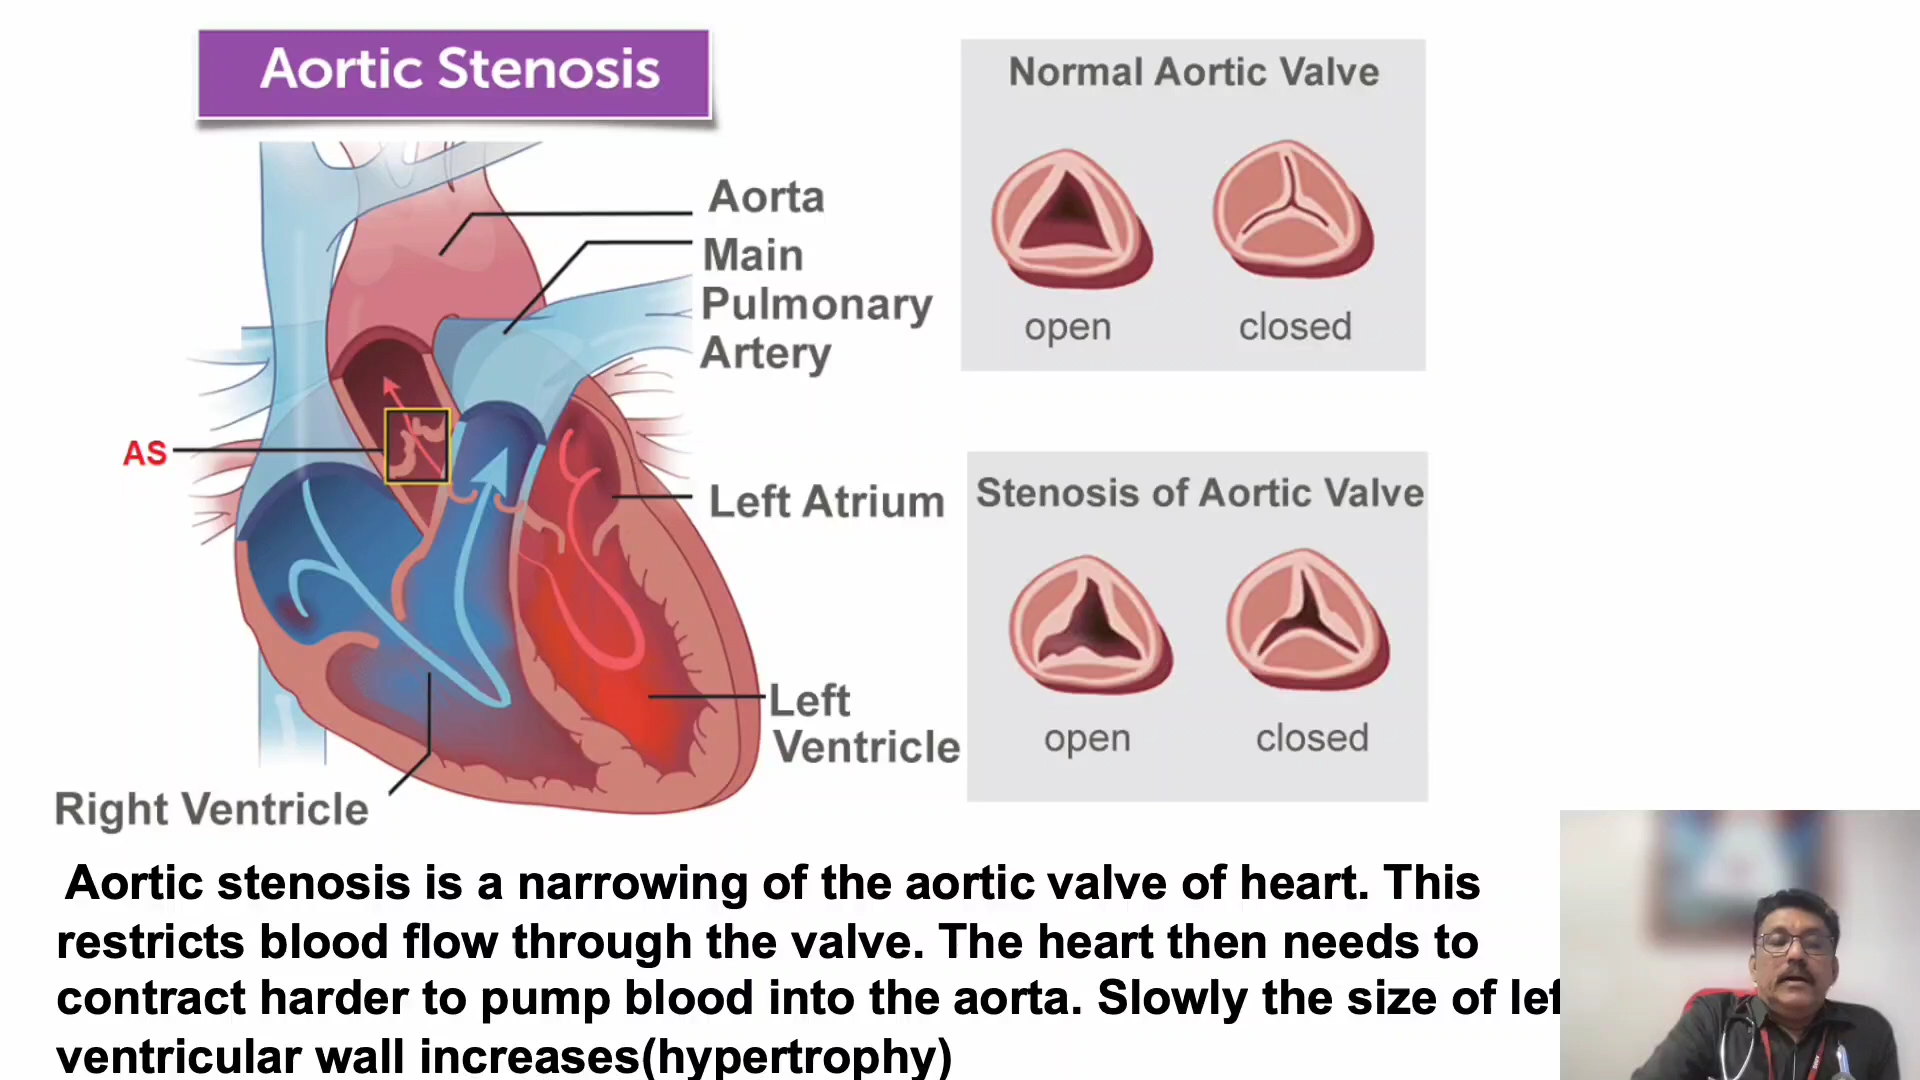 Aortic Stenosis
Aorta
Main
Pulmonary
Artery
AS
Left Atrium
Left
Ventricle
Right Ventricle
Normal Aortic Valve
open closed
Stenosis of Aortic Valve
open closed
Aortic stenosis is a narrowing of the aortic valve of heart. This
restricts blood flow through the valve. The heart then needs to
contract harder to pump blood into the aorta. Slowly the size of
ventricular wall increases(hypertrophy)